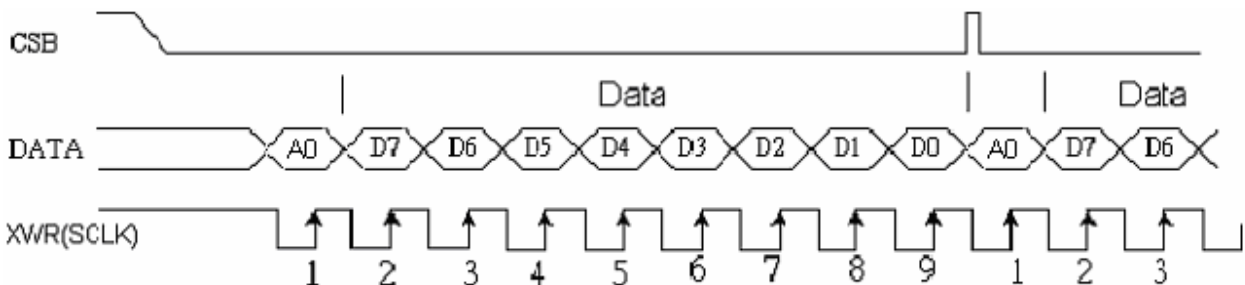 CSB
| Data | | Data
DATA A0 D7 D6 D5 D4 D3 D2 D1 D0 A0 D7 D6
XWR(SCLK)
1 2 3 4 5 6 7 8 9 1 2 3